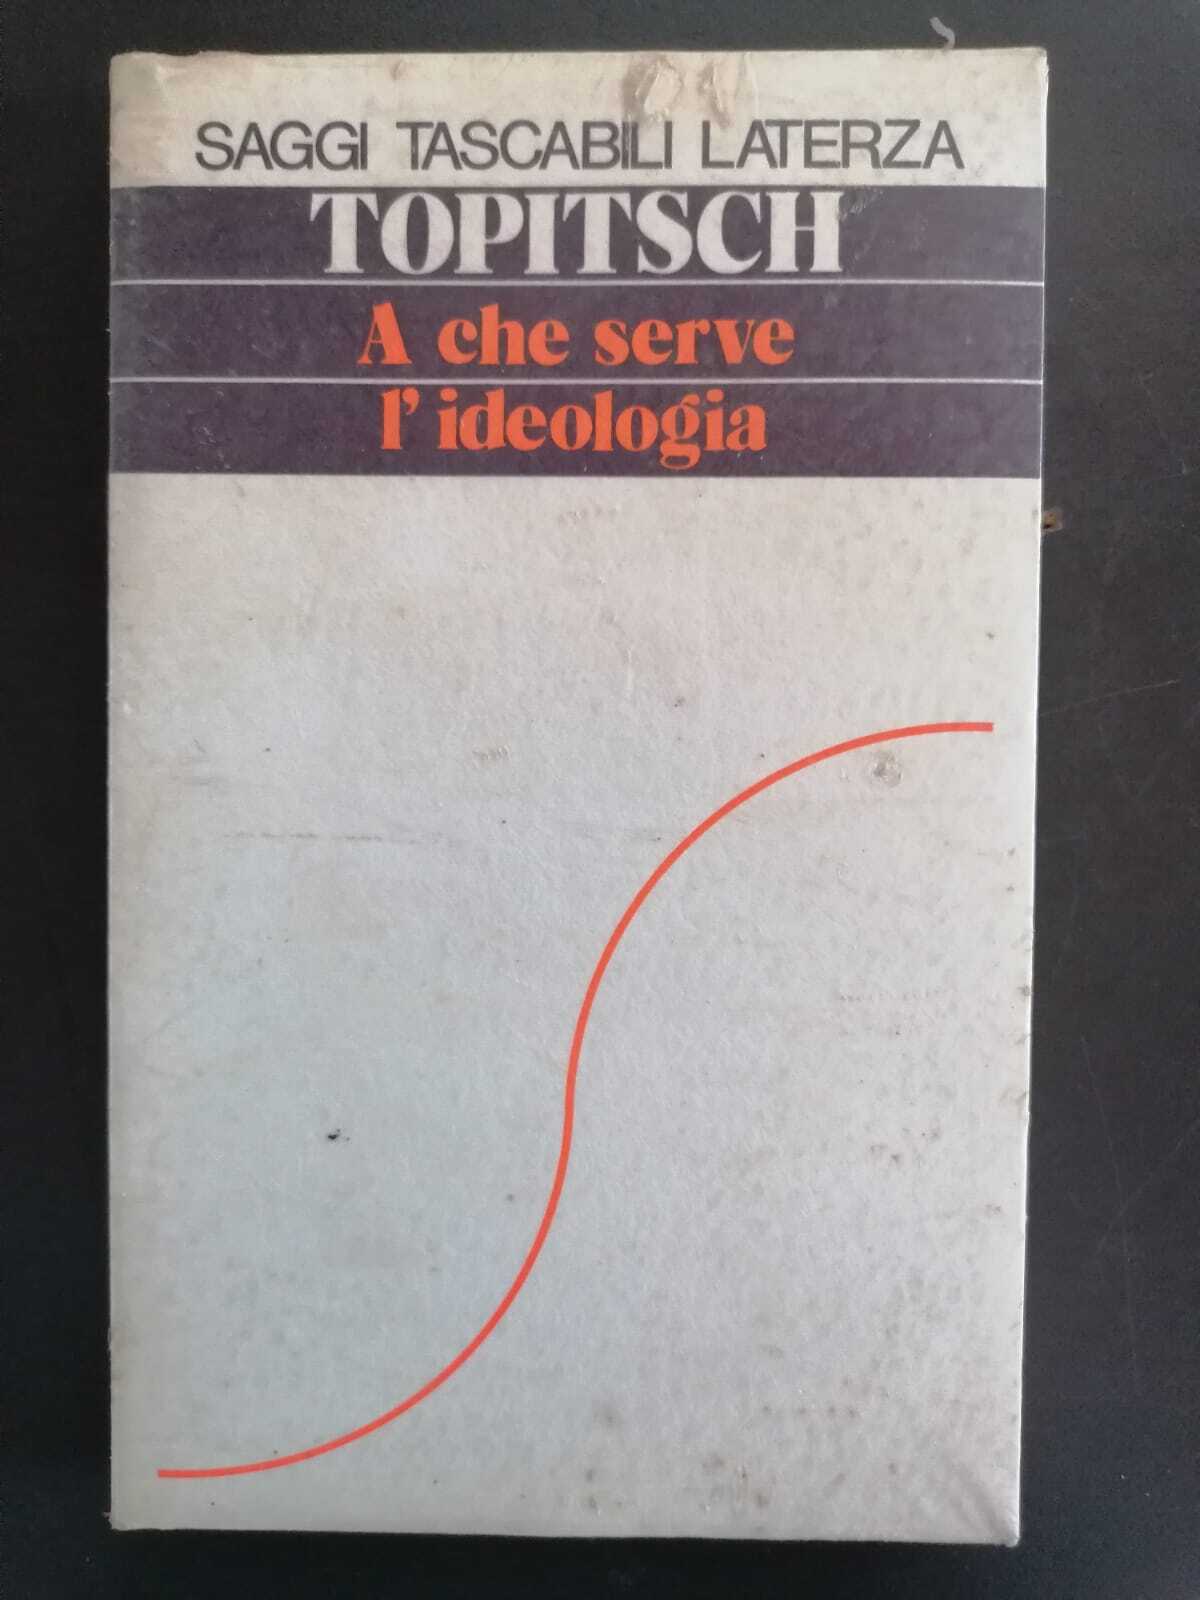 SAGGI TASCABILI LATERZA
TOPITSCH
A che serve
l'ideologia